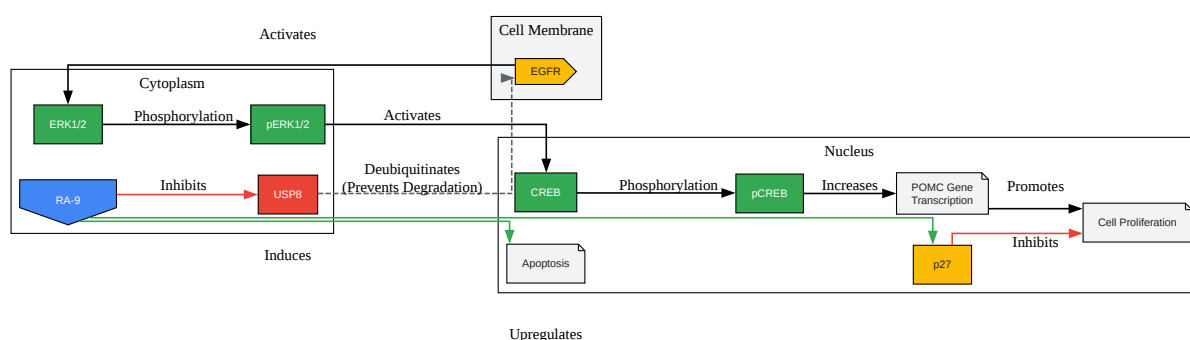 Activates
Cell Membrane
EGFR
Cytoplasm
ERK1/2
Phosphorylation
pERK1/2
Activates
Nucleus
RA-9
Inhibits
USP8
Deubiquitinates
(Prevents Degradation)
CREB
Phosphorylation
pCREB
Increases
POMC Gene
Transcription
Promotes
Cell Proliferation
Inhibits
Induces
Apoptosis
p27
Upregulates